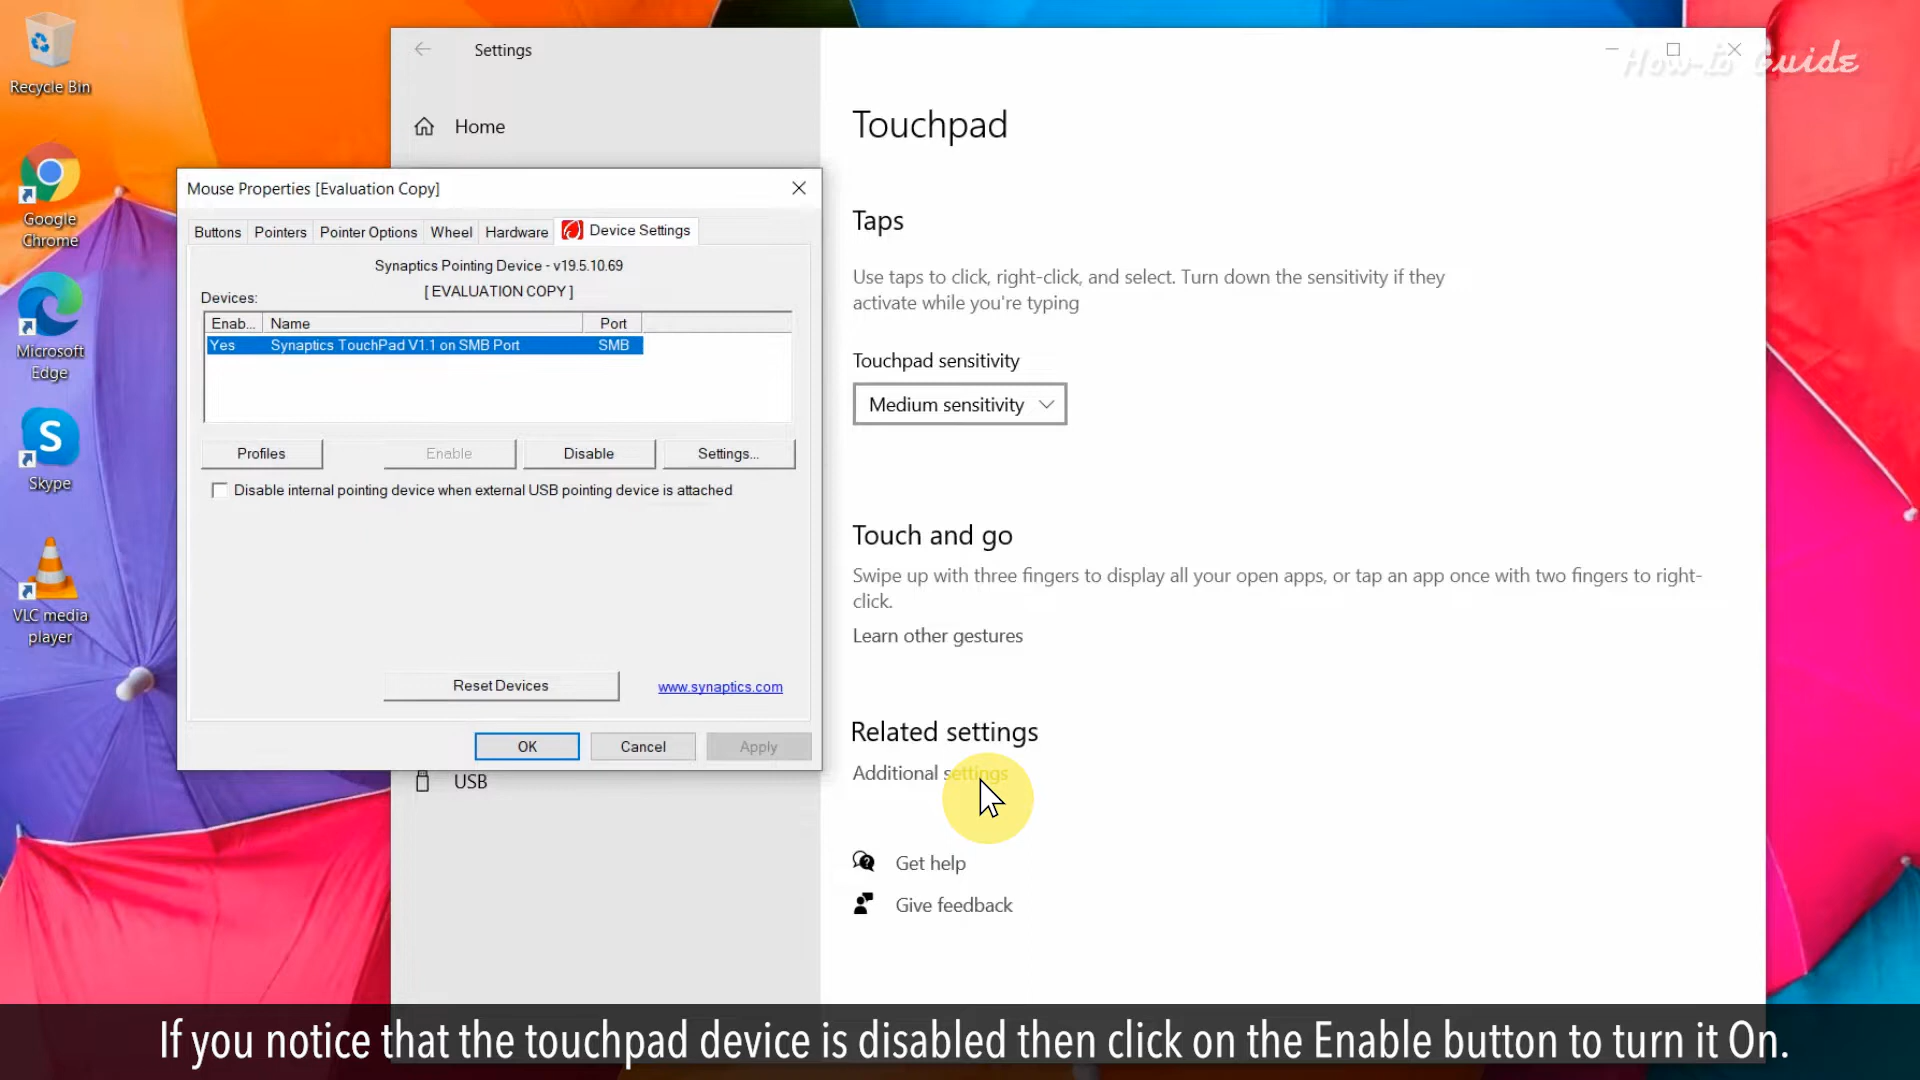 Recycle Bin
Google
Chrome
Microsoft
Edge
S
Skype
VLC media
player
Settings
Home
How-to Guide
Mouse Properties [Evaluation Copy]
Buttons
Pointers
Pointer Options
Wheel
Hardware
Device Settings
Synaptics Pointing Device - v19.5.10.69
[ EVALUATION COPY ]
Devices:
Enab... Name Port
Yes Synaptics TouchPad V1.1 on SMB Port SMB
Profiles
Enable
Disable
Settings...
Disable internal pointing device when external USB pointing device is attached
Reset Devices
www.synaptics.com
OK
Cancel
Apply
USB
Touchpad
Taps
Use taps to click, right-click, and select. Turn down the sensitivity if they
activate while you're typing
Touchpad sensitivity
Medium sensitivity
Touch and go
Swipe up with three fingers to display all your open apps, or tap an app once with two fingers to right-
click.
Learn other gestures
Related settings
Additional settings
Get help
Give feedback
If you notice that the touchpad device is disabled then click on the Enable button to turn it On.